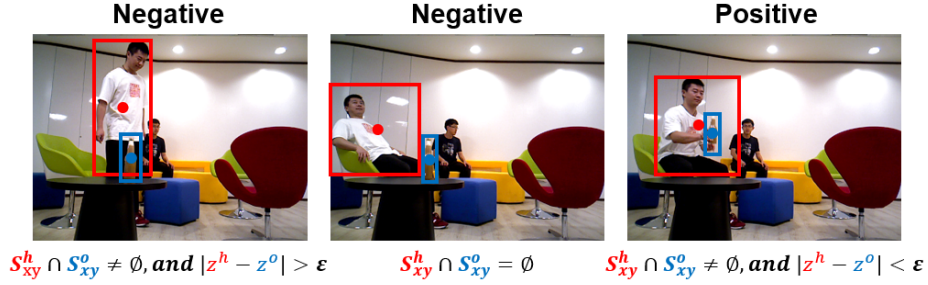 Negative Negative Positive
S^h_xy ∩ S^o_xy ≠ ∅, and |z^h − z^o| > ε S^h_xy ∩ S^o_xy = ∅ S^h_xy ∩ S^o_xy ≠ ∅, and |z^h − z^o| < ε